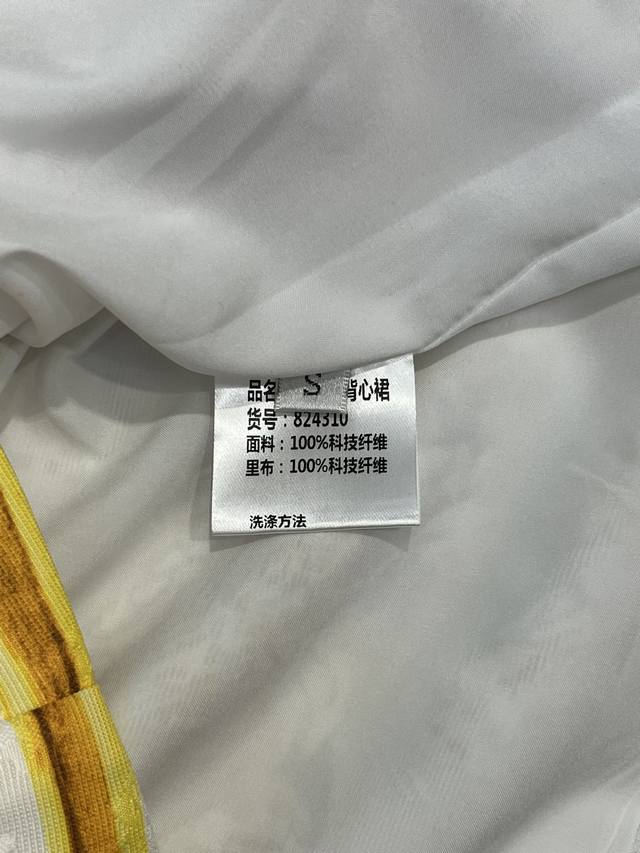 品名 S 背心裙
货号：824310
面料：100%科技纤维
里布：100%科技纤维
洗涤方法